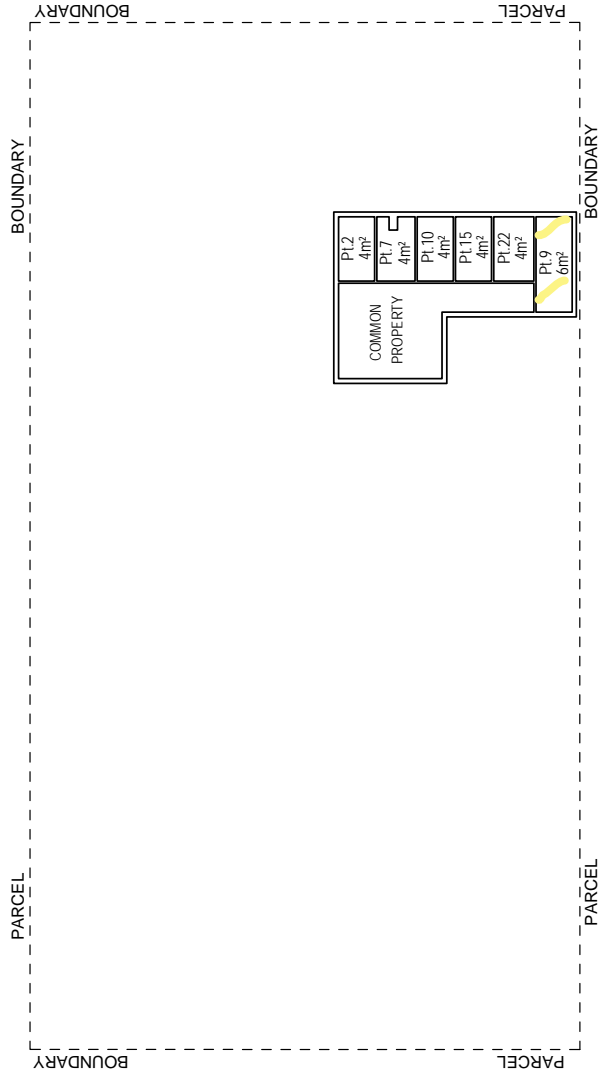 BOUNDARY
PARCEL
BOUNDARY
PARCEL
BOUNDARY
PARCEL
BOUNDARY
PARCEL
Pt.2
4m²
Pt.7
4m²
Pt.10
4m²
Pt.15
4m²
Pt.22
4m²
Pt.9
6m²
COMMON
PROPERTY